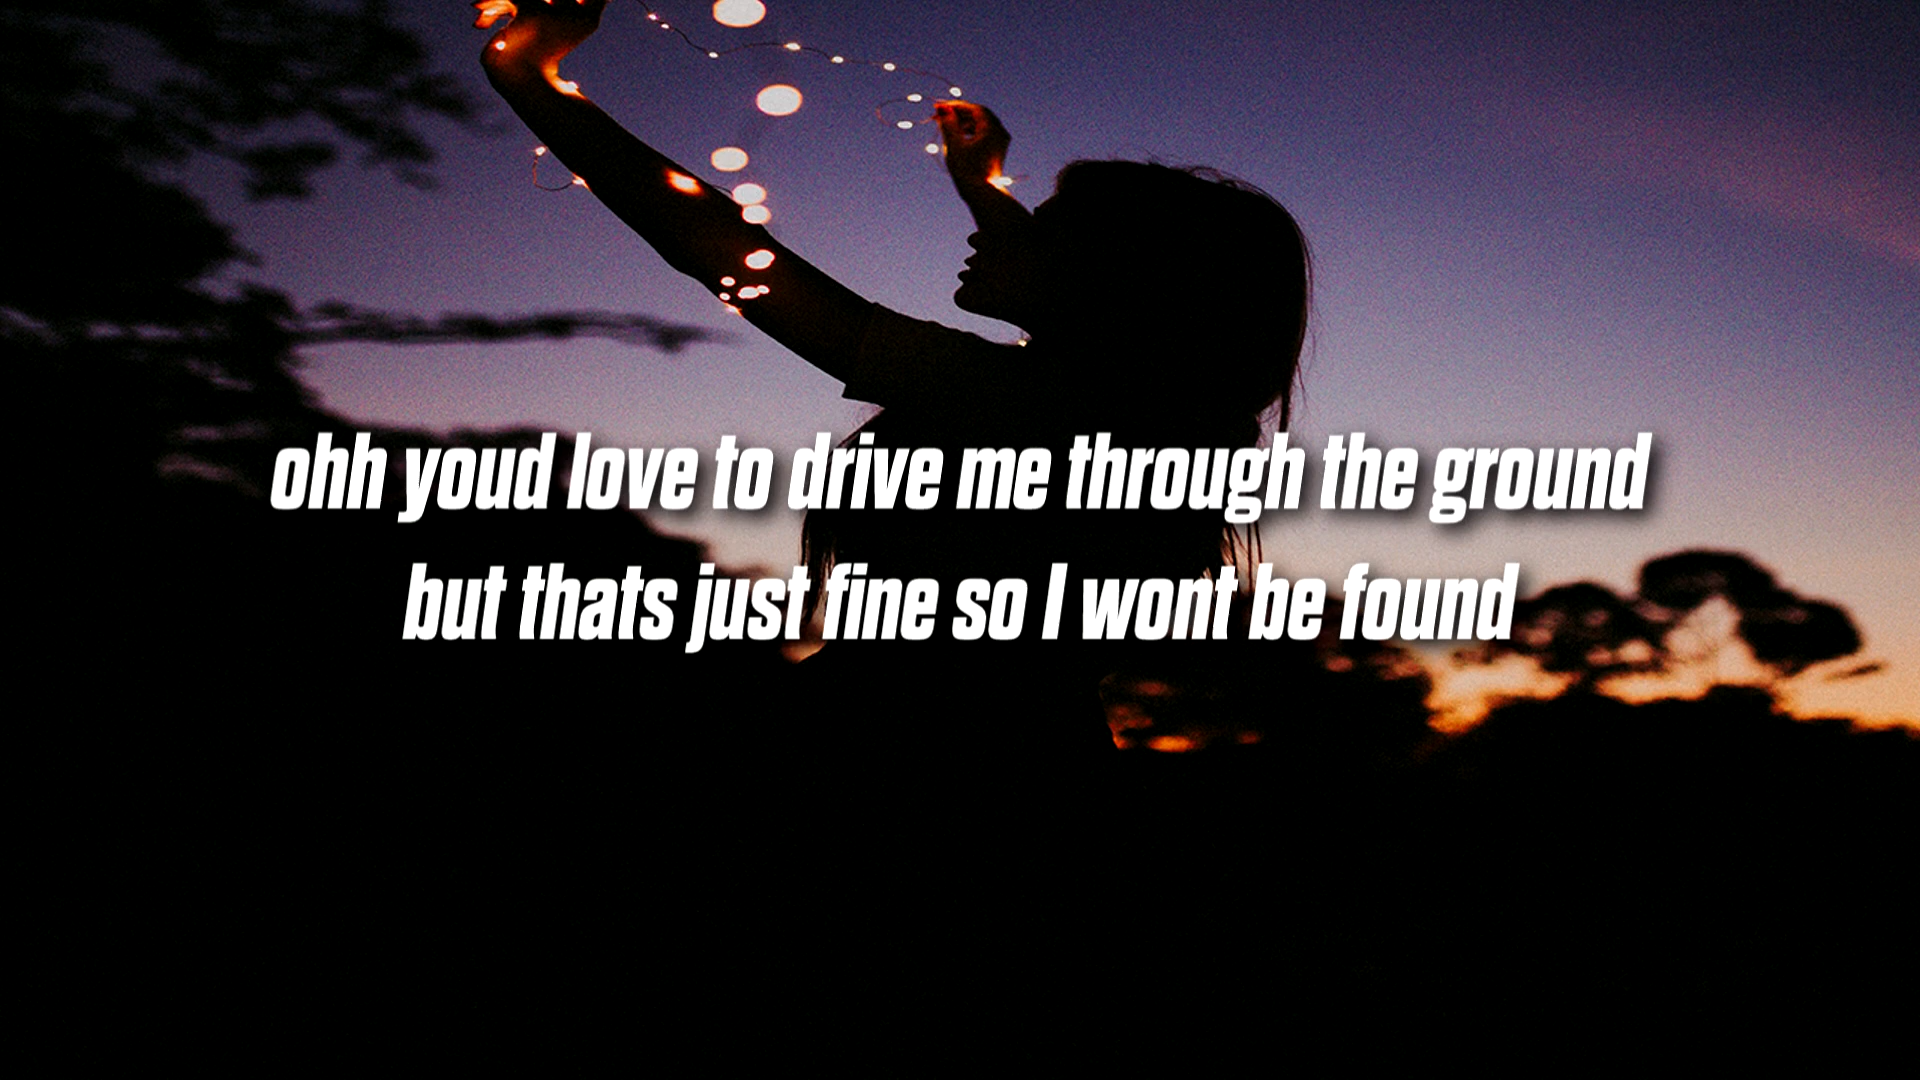 ohh youd love to drive me through the ground
but thats just fine so I wont be found